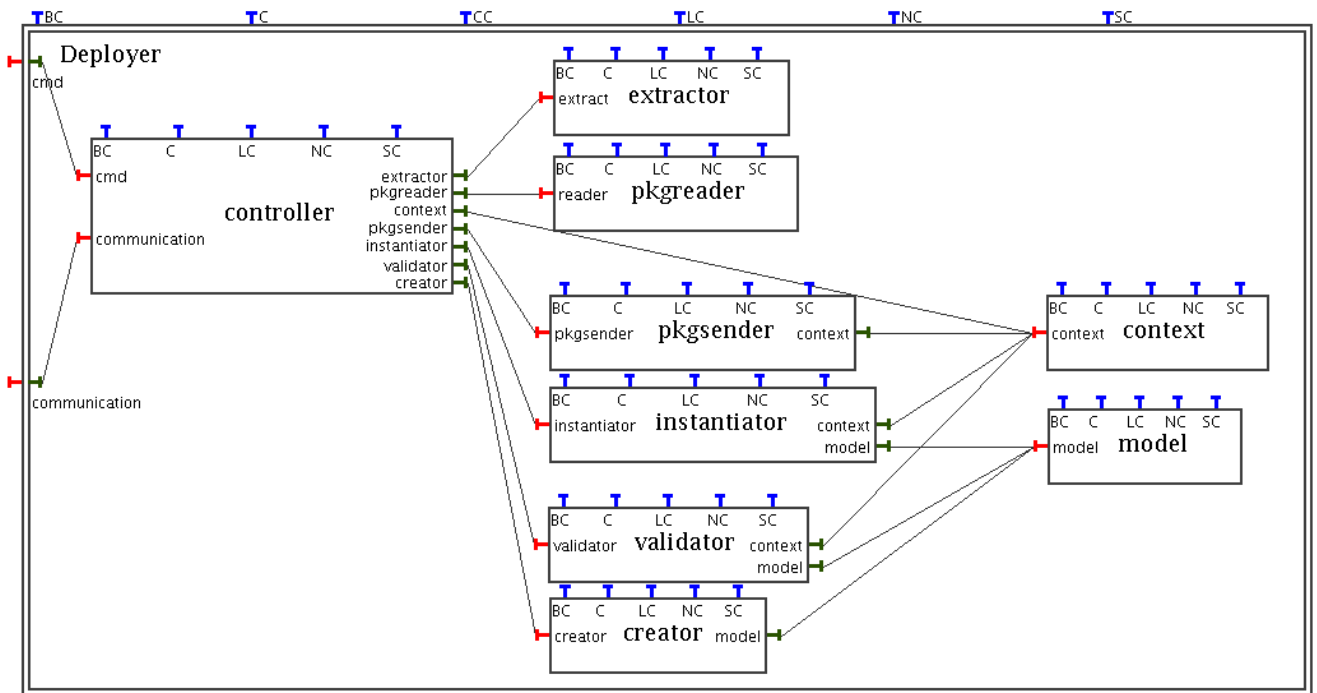 BC C CC LC NC SC
Deployer
cmd
communication
BC C LC NC SC
cmd
controller
communication
extractor
pkgreader
context
pkgsender
instantiator
validator
creator
BC C LC NC SC
extract extractor
BC C LC NC SC
reader pkgreader
BC C LC NC SC
pkgsender pkgsender context
BC C LC NC SC
instantiator instantiator context
model
BC C LC NC SC
validator validator context
model
BC C LC NC SC
creator creator model
BC C LC NC SC
context context
BC C LC NC SC
model model